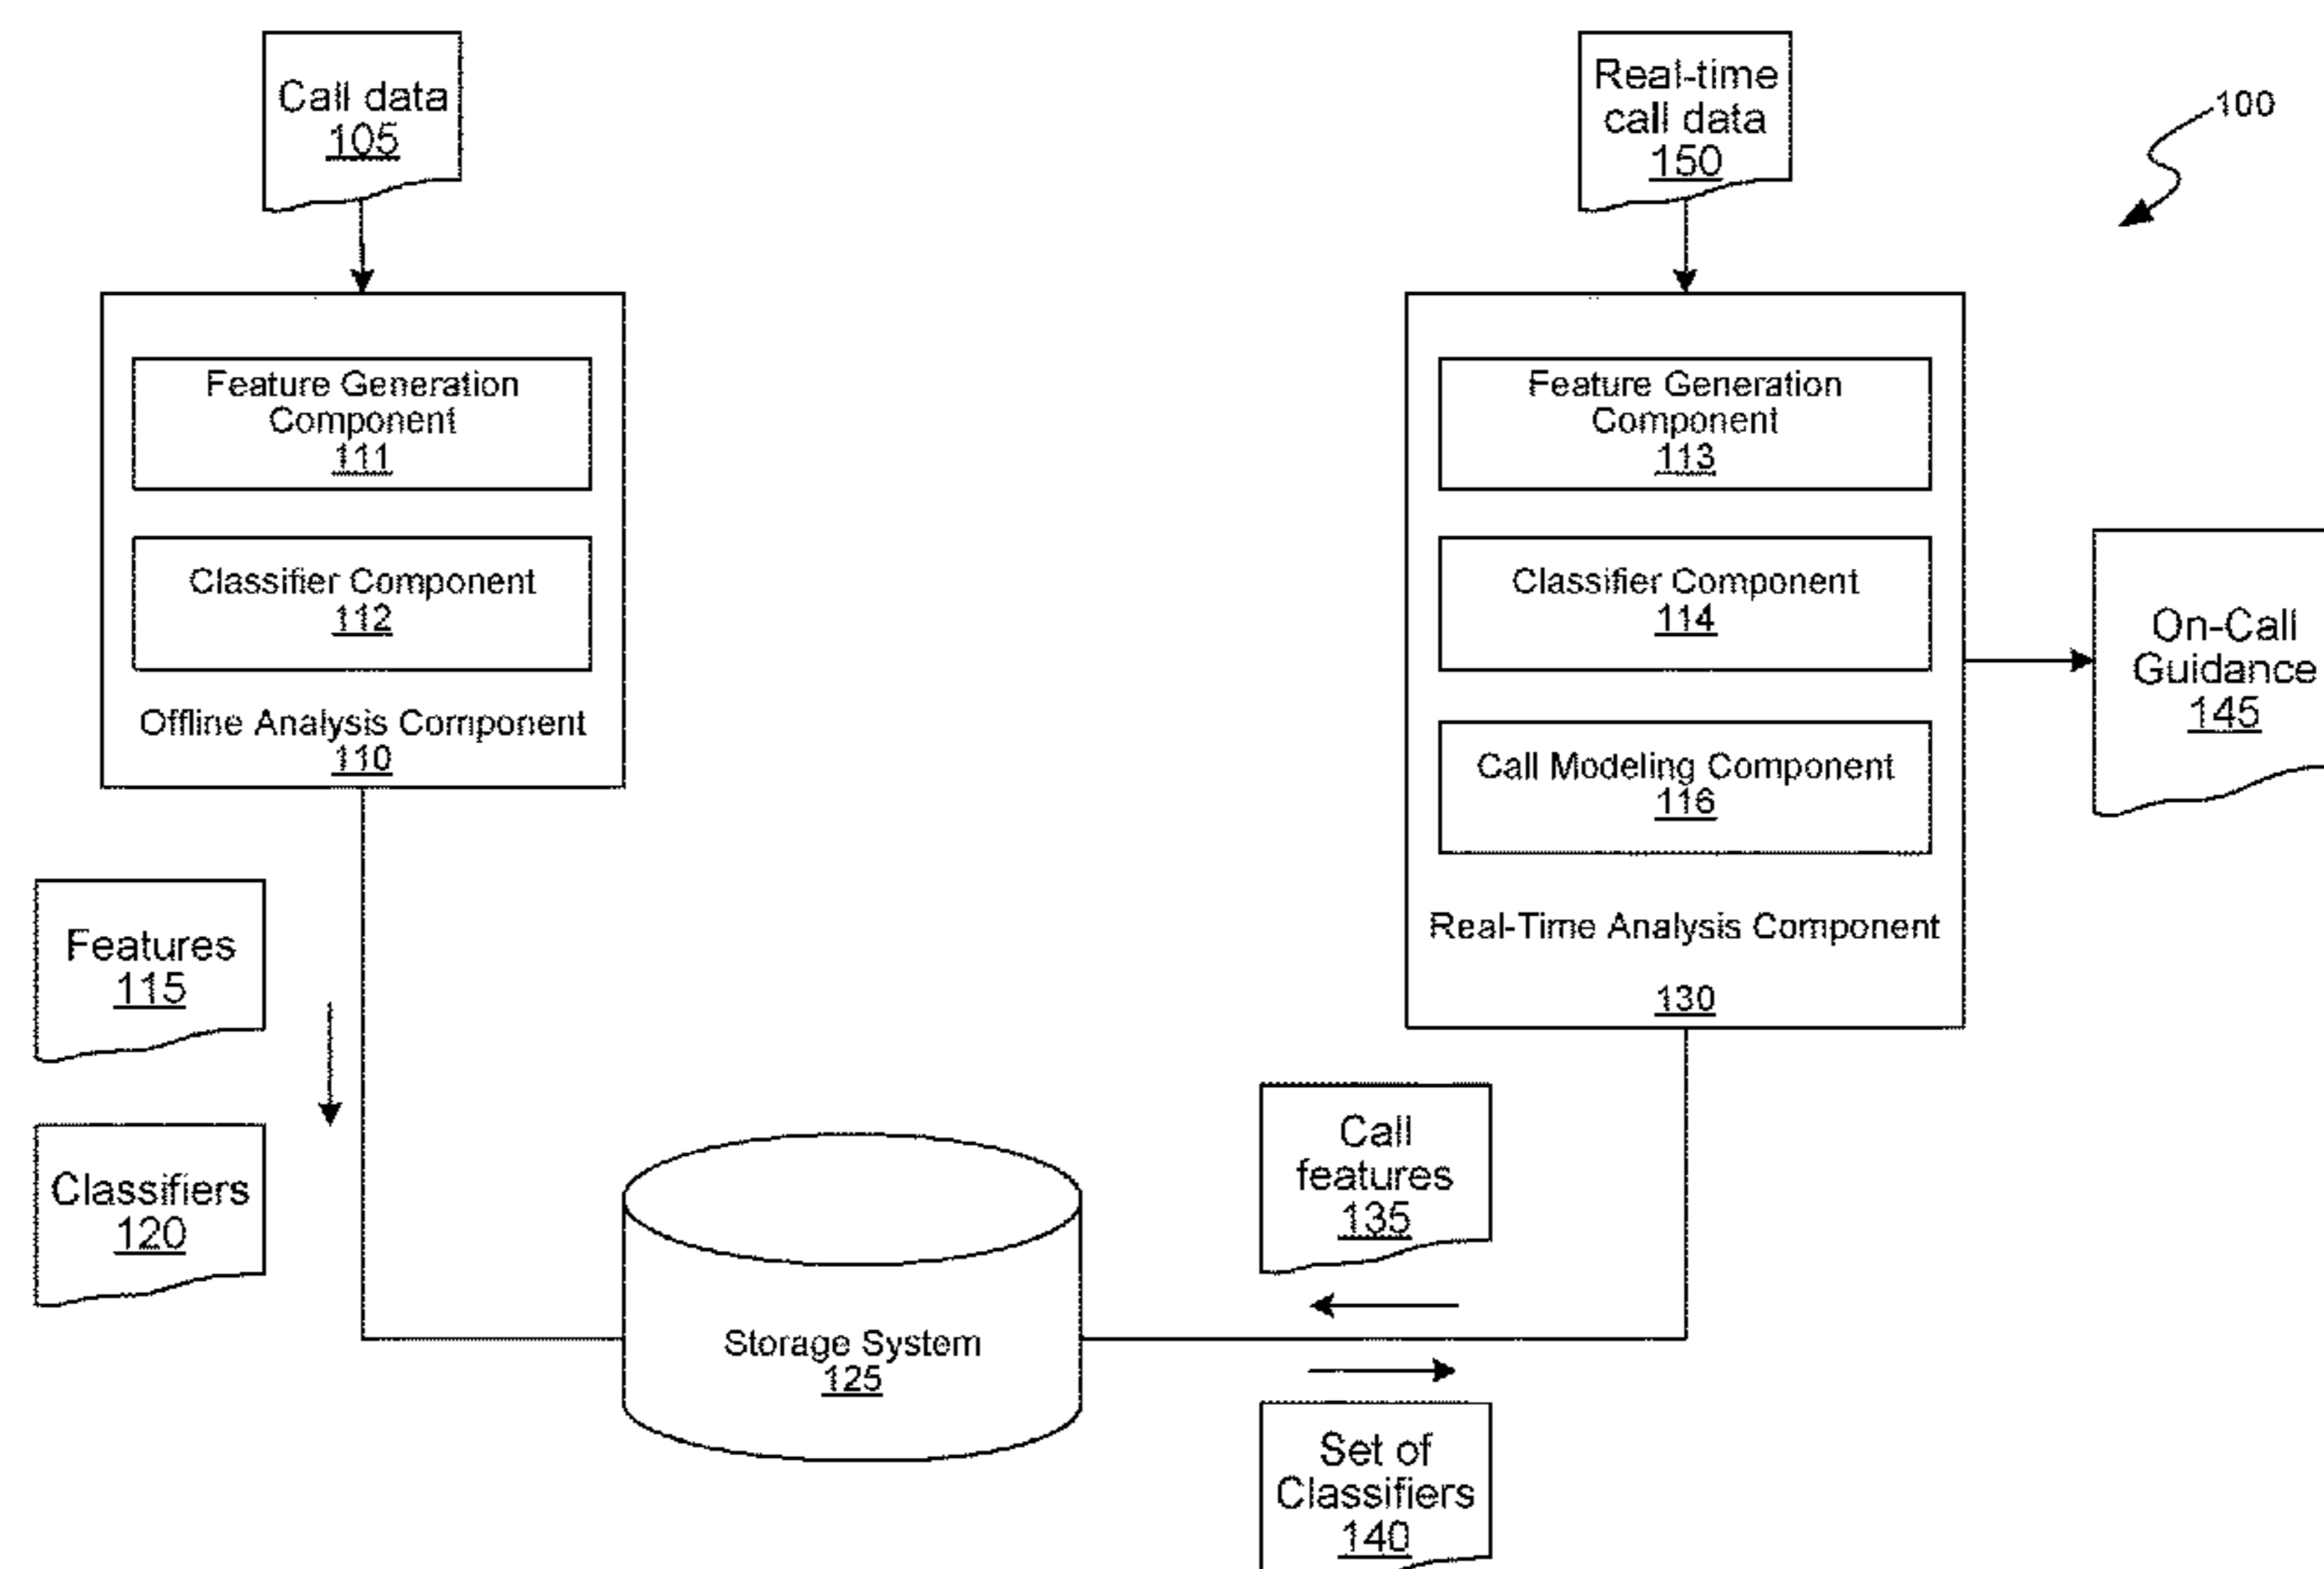 Call data
105
Real-time
call data
150
100
Feature Generation
Component
111
Classifier Component
112
Offline Analysis Component
110
Feature Generation
Component
113
Classifier Component
114
Call Modeling Component
116
Real-Time Analysis Component
130
On-Call
Guidance
145
Features
115
Classifiers
120
Storage System
125
Call
features
135
Set of
Classifiers
140